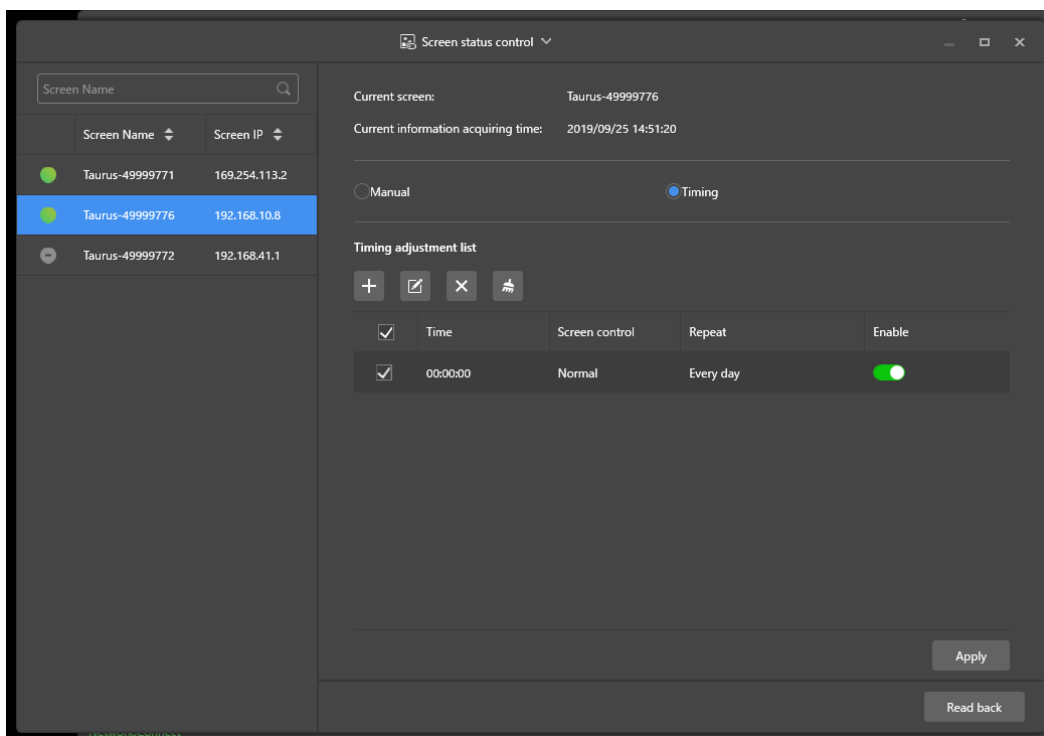 Screen status control
Screen Name
Screen Name Screen IP
Taurus-49999771 169.254.113.2
Taurus-49999776 192.168.10.8
Taurus-49999772 192.168.41.1
Current screen: Taurus-49999776
Current information acquiring time: 2019/09/25 14:51:20
Manual Timing
Timing adjustment list
Time Screen control Repeat Enable
00:00:00 Normal Every day
Apply
Read back